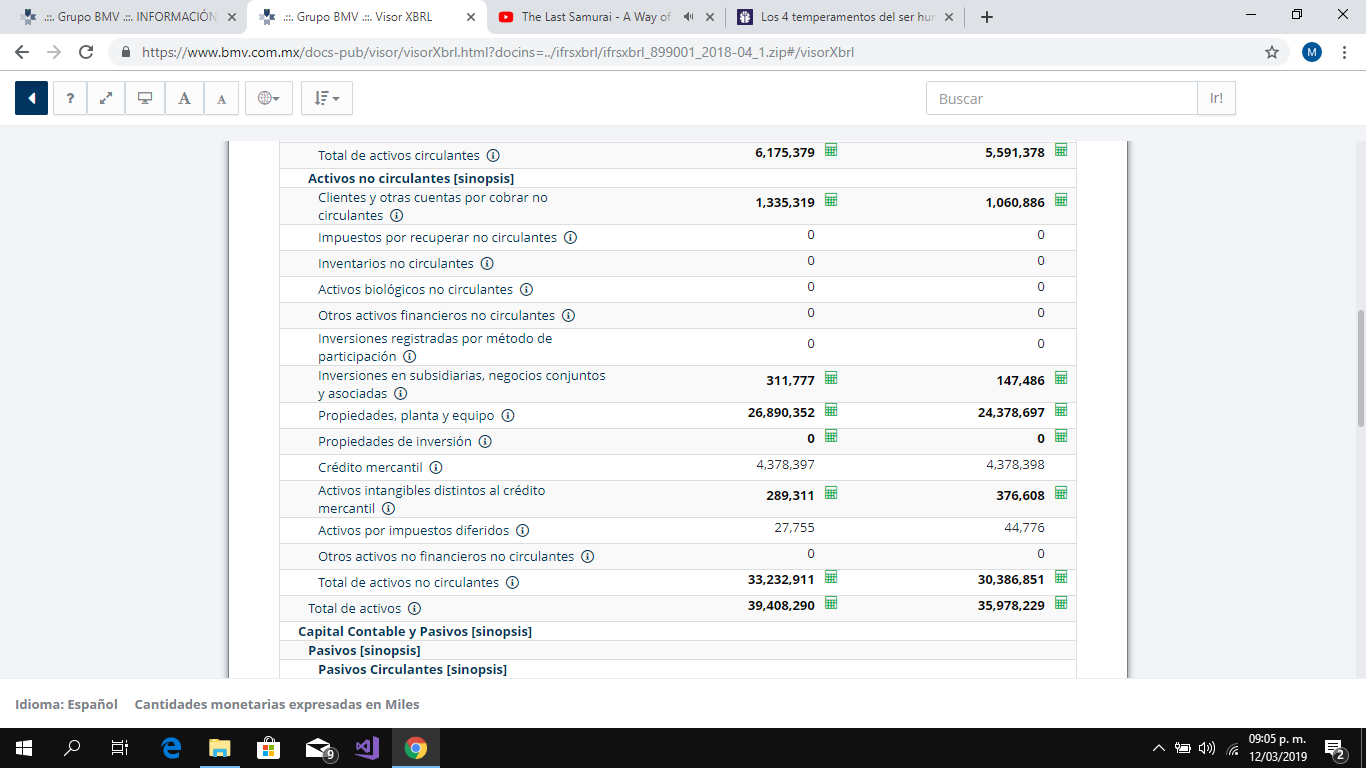 .::. Grupo BMV .::. INFORMACIÓN
.::. Grupo BMV .::. Visor XBRL
The Last Samurai - A Way of
Los 4 temperamentos del ser hu
https://www.bmv.com.mx/docs-pub/visor/visorXbrl.html?docins=../ifrsxbrl/ifrsxbrl_899001_2018-04_1.zip#/visorXbrl
M
? A A
Buscar Ir!
Total de activos circulantes 6,175,379 5,591,378
Activos no circulantes [sinopsis]
Clientes y otras cuentas por cobrar no
circulantes 1,335,319 1,060,886
Impuestos por recuperar no circulantes 0 0
Inventarios no circulantes 0 0
Activos biológicos no circulantes 0 0
Otros activos financieros no circulantes 0 0
Inversiones registradas por método de
participación 0 0
Inversiones en subsidiarias, negocios conjuntos
y asociadas 311,777 147,486
Propiedades, planta y equipo 26,890,352 24,378,697
Propiedades de inversión 0 0
Crédito mercantil 4,378,397 4,378,398
Activos intangibles distintos al crédito
mercantil 289,311 376,608
Activos por impuestos diferidos 27,755 44,776
Otros activos no financieros no circulantes 0 0
Total de activos no circulantes 33,232,911 30,386,851
Total de activos 39,408,290 35,978,229
Capital Contable y Pasivos [sinopsis]
Pasivos [sinopsis]
Pasivos Circulantes [sinopsis]
Idioma: Español Cantidades monetarias expresadas en Miles
9
09:05 p. m.
12/03/2019
2